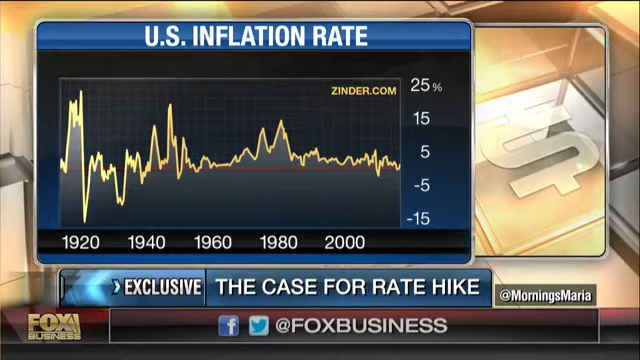 U.S. INFLATION RATE
ZINDER.COM
25%
15
5
-5
-15
1920 1940 1960 1980 2000
EXCLUSIVE THE CASE FOR RATE HIKE
@MorningsMaria
FOX
BUSINESS
@FOXBUSINESS